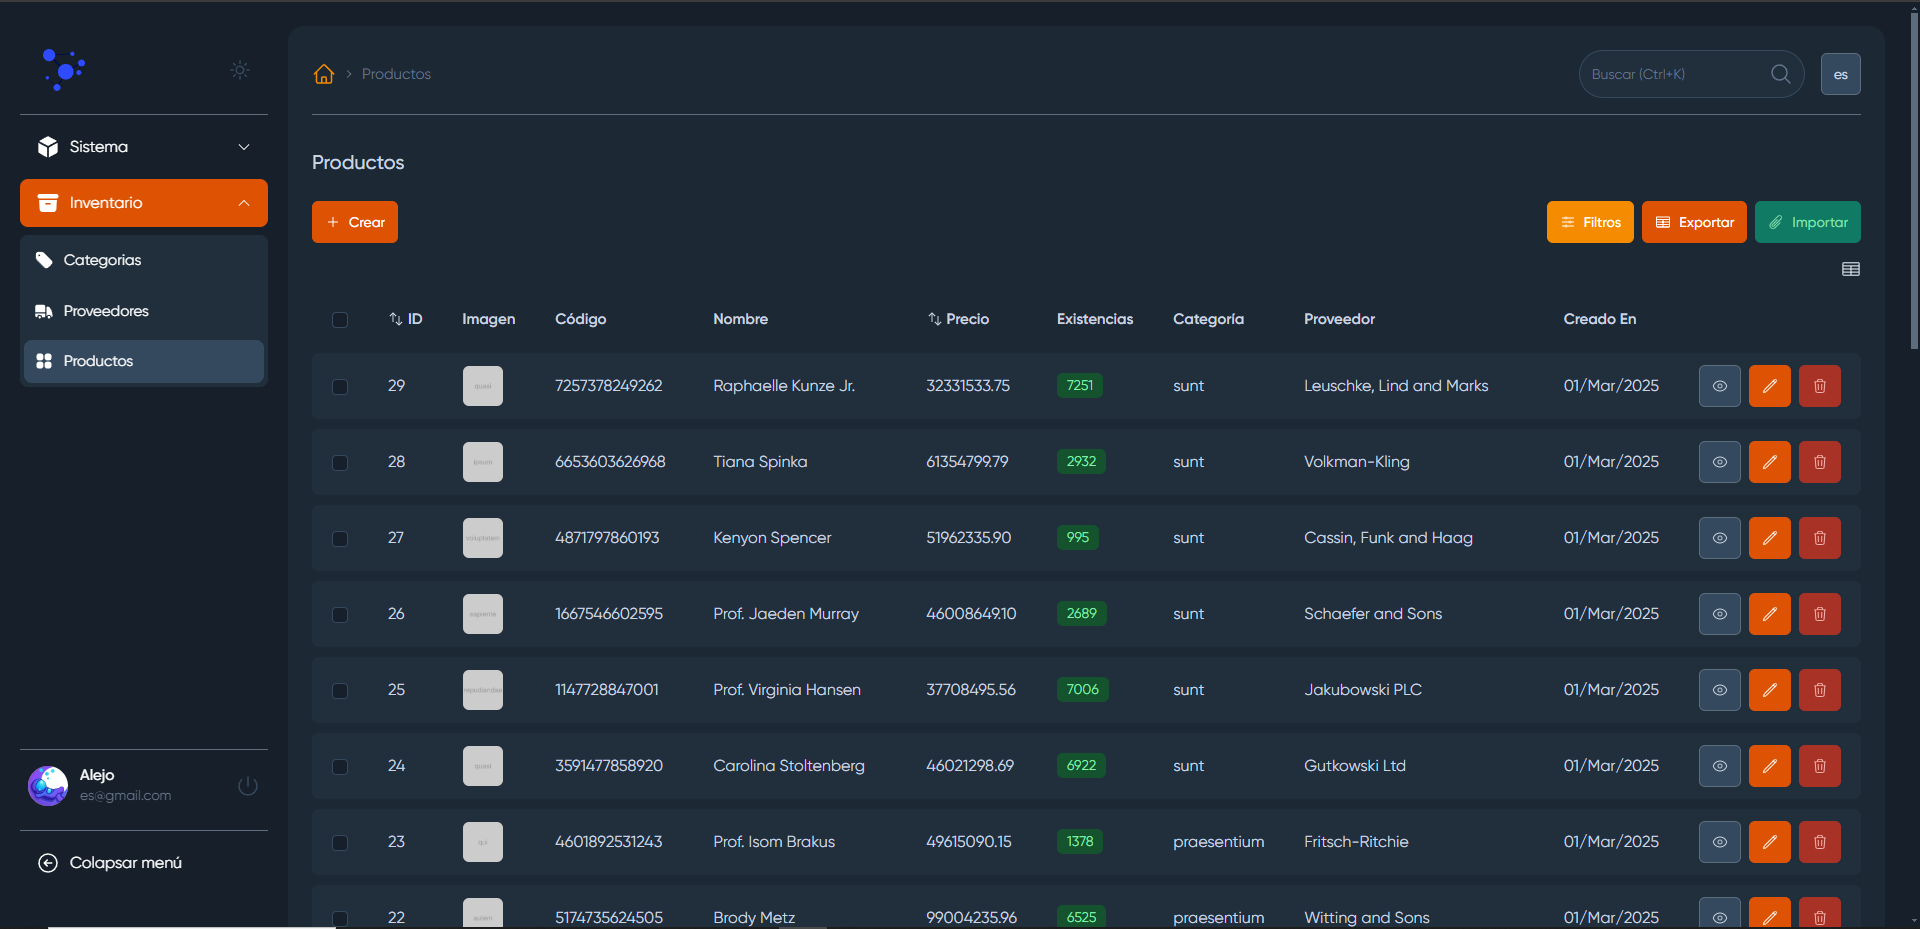 Productos
Buscar (Ctrl+K)
es
Sistema
Inventario
Categorias
Proveedores
Productos
Alejo
es@gmail.com
Colapsar menú
Productos
Crear
Filtros
Exportar
Importar
ID Imagen Código Nombre Precio Existencias Categoría Proveedor Creado En
29 quasi 7257378249262 Raphaelle Kunze Jr. 32331533.75 7251 sunt Leuschke, Lind and Marks 01/Mar/2025
28 ipsum 6653603626968 Tiana Spinka 61354799.79 2932 sunt Volkman-Kling 01/Mar/2025
27 voluptatem 4871797860193 Kenyon Spencer 51962335.90 995 sunt Cassin, Funk and Haag 01/Mar/2025
26 sapiente 1667546602595 Prof. Jaeden Murray 46008649.10 2689 sunt Schaefer and Sons 01/Mar/2025
25 repudiandae 1147728847001 Prof. Virginia Hansen 37708495.56 7006 sunt Jakubowski PLC 01/Mar/2025
24 quasi 3591477858920 Carolina Stoltenberg 46021298.69 6922 sunt Gutkowski Ltd 01/Mar/2025
23 qui 4601892531243 Prof. Isom Brakus 49615090.15 1378 praesentium Fritsch-Ritchie 01/Mar/2025
22 5174735624505 Brody Metz 99004235.96 6525 praesentium Witting and Sons 01/Mar/2025